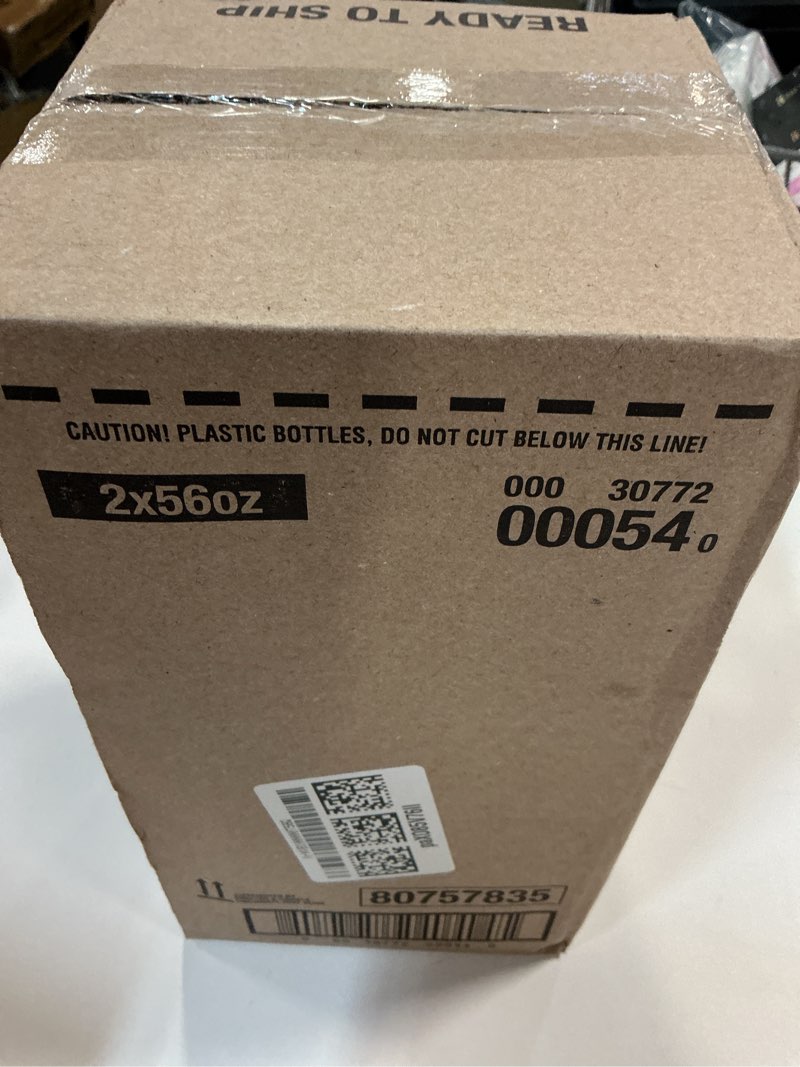 READY TO SHIP
CAUTION! PLASTIC BOTTLES, DO NOT CUT BELOW THIS LINE!
2x56oz
000 30772
00054 0
80757835